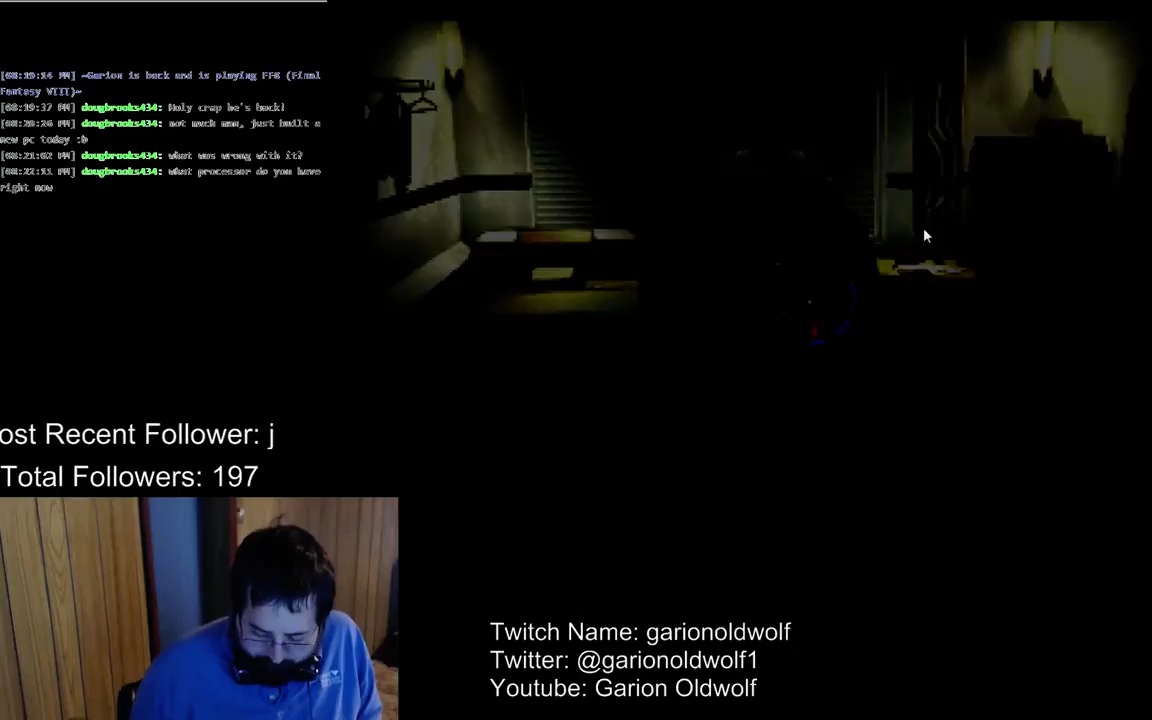 [08:19:14 PM] ~Garion is back and is playing FF8 (Final
Fantasy VIII)~
[08:19:37 PM] dougbrooks434: Holy crap he's back!
[08:20:26 PM] dougbrooks434: not much man, just built a
new pc today :D
[08:21:02 PM] dougbrooks434: what was wrong with it?
[08:22:11 PM] dougbrooks434: what processor do you have
right now
ost Recent Follower: j
Total Followers: 197
Twitch Name: garionoldwolf
Twitter: @garionoldwolf1
Youtube: Garion Oldwolf